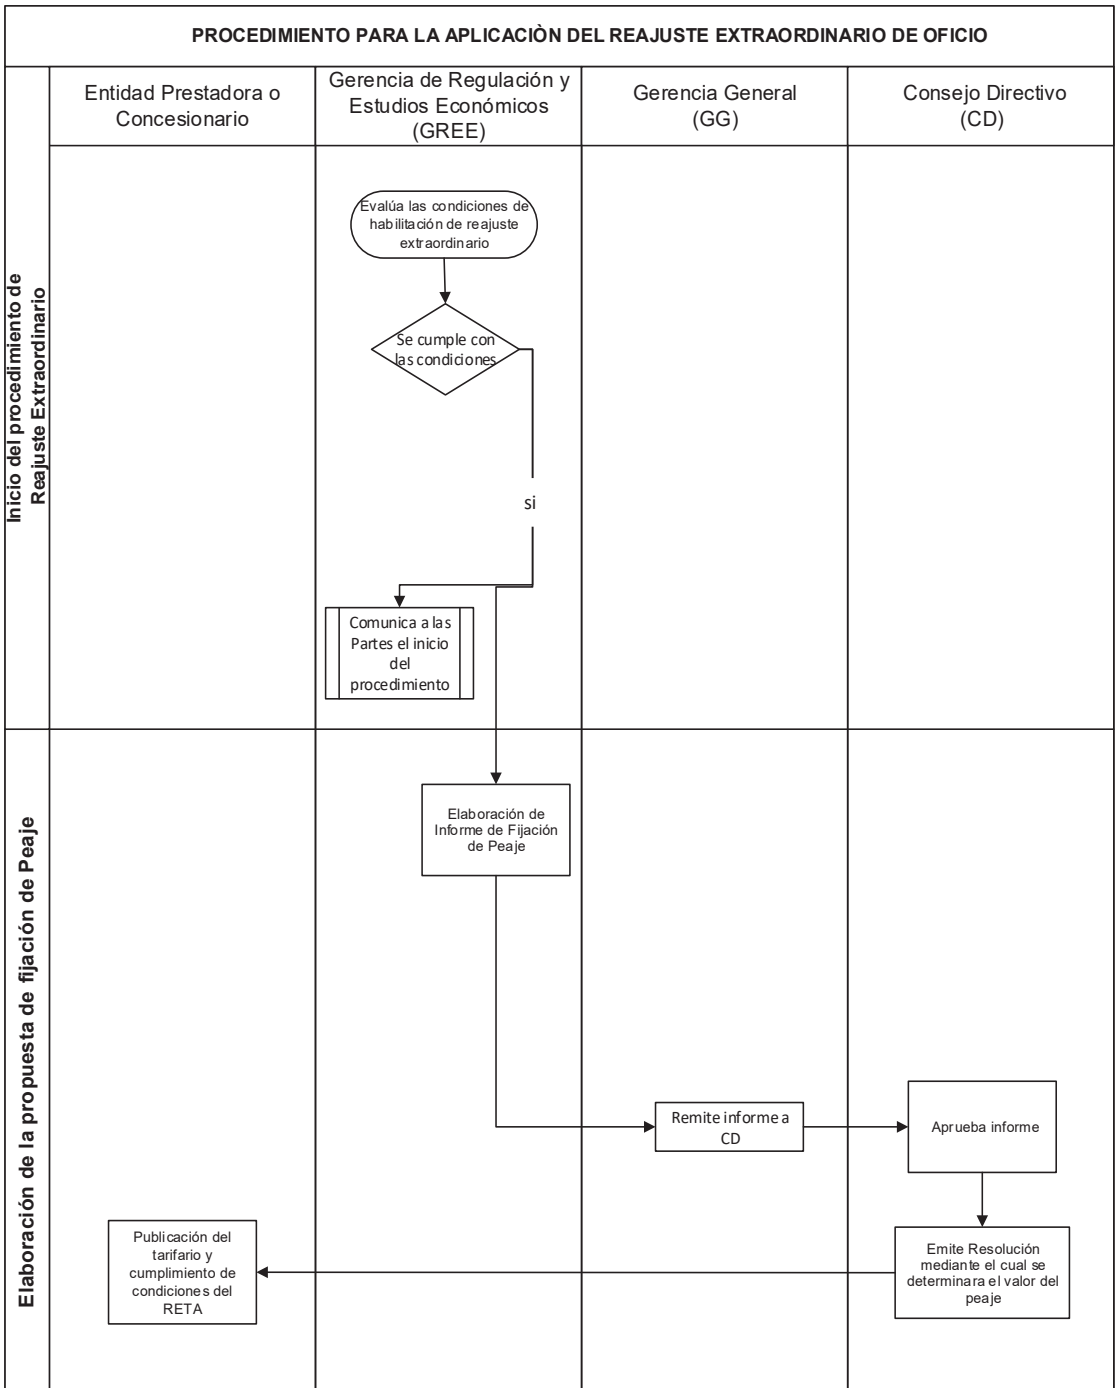 PROCEDIMIENTO PARA LA APLICACIÒN DEL REAJUSTE EXTRAORDINARIO DE OFICIO
Entidad Prestadora o
Concesionario
Gerencia de Regulación y
Estudios Económicos
(GREE)
Gerencia General
(GG)
Consejo Directivo
(CD)
Inicio del procedimiento de
Reajuste Extraordinario
Evalúa las condiciones de
habilitación de reajuste
extraordinario
Se cumple con
las condiciones
si
Comunica a las
Partes el inicio
del
procedimiento
Elaboración de la propuesta de fijación de Peaje
Elaboración de
Informe de Fijación
de Peaje
Remite informe a
CD
Aprueba informe
Emite Resolución
mediante el cual se
determinara el valor del
peaje
Publicación del
tarifario y
cumplimiento de
condiciones del
RETA